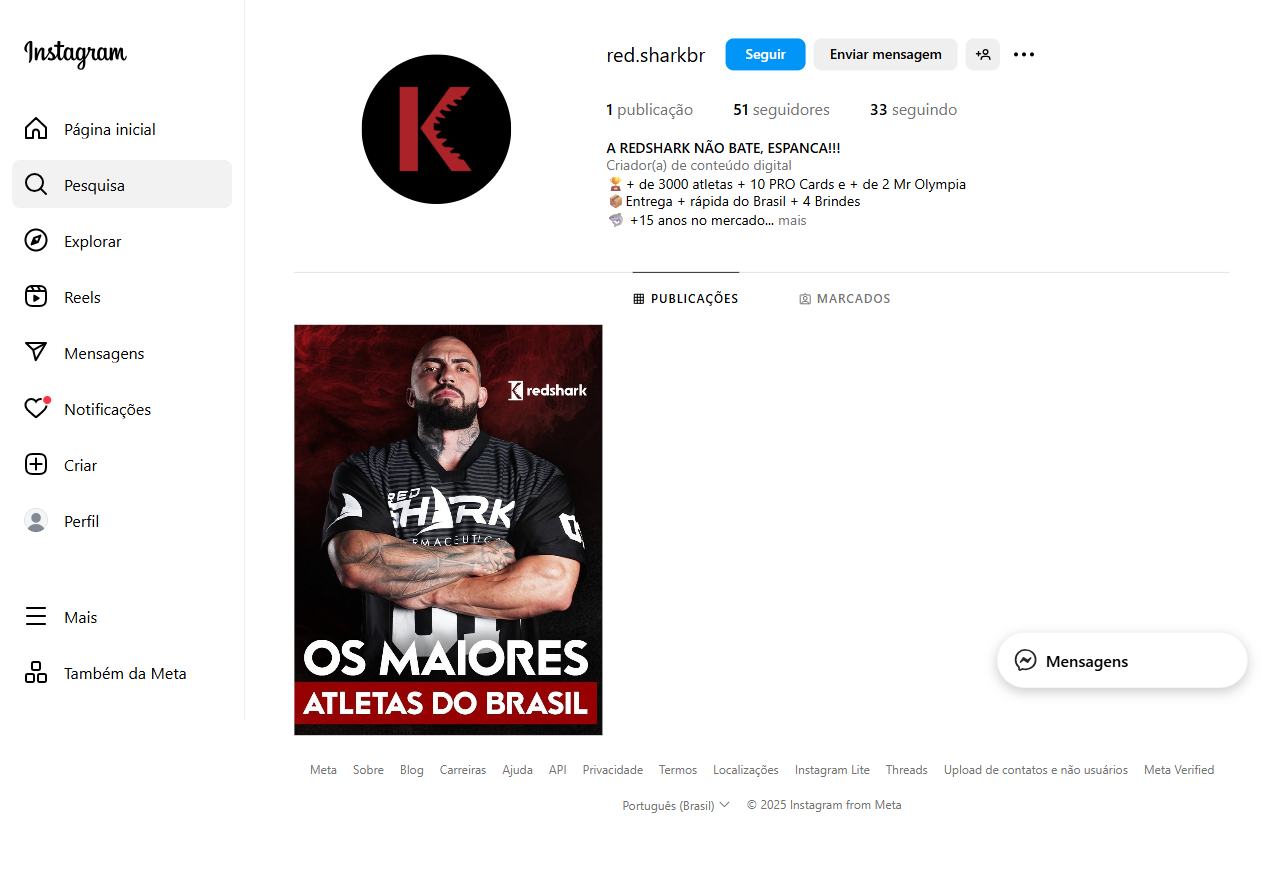 Instagram
Página inicial
Pesquisa
Explorar
Reels
Mensagens
Notificações
Criar
Perfil
Mais
Também da Meta
red.sharkbr
Seguir
Enviar mensagem
1 publicação
51 seguidores
33 seguindo
A REDSHARK NÃO BATE, ESPANCA!!!
Criador(a) de conteúdo digital
🏆 + de 3000 atletas + 10 PRO Cards e + de 2 Mr Olympia
📦 Entrega + rápida do Brasil + 4 Brindes
🦈 +15 anos no mercado... mais
PUBLICAÇÕES
MARCADOS
redshark
RED
SHARK
OS MAIORES
ATLETAS DO BRASIL
Mensagens
Meta Sobre Blog Carreiras Ajuda API Privacidade Termos Localizações Instagram Lite Threads Upload de contatos e não usuários Meta Verified
Português (Brasil)
© 2025 Instagram from Meta